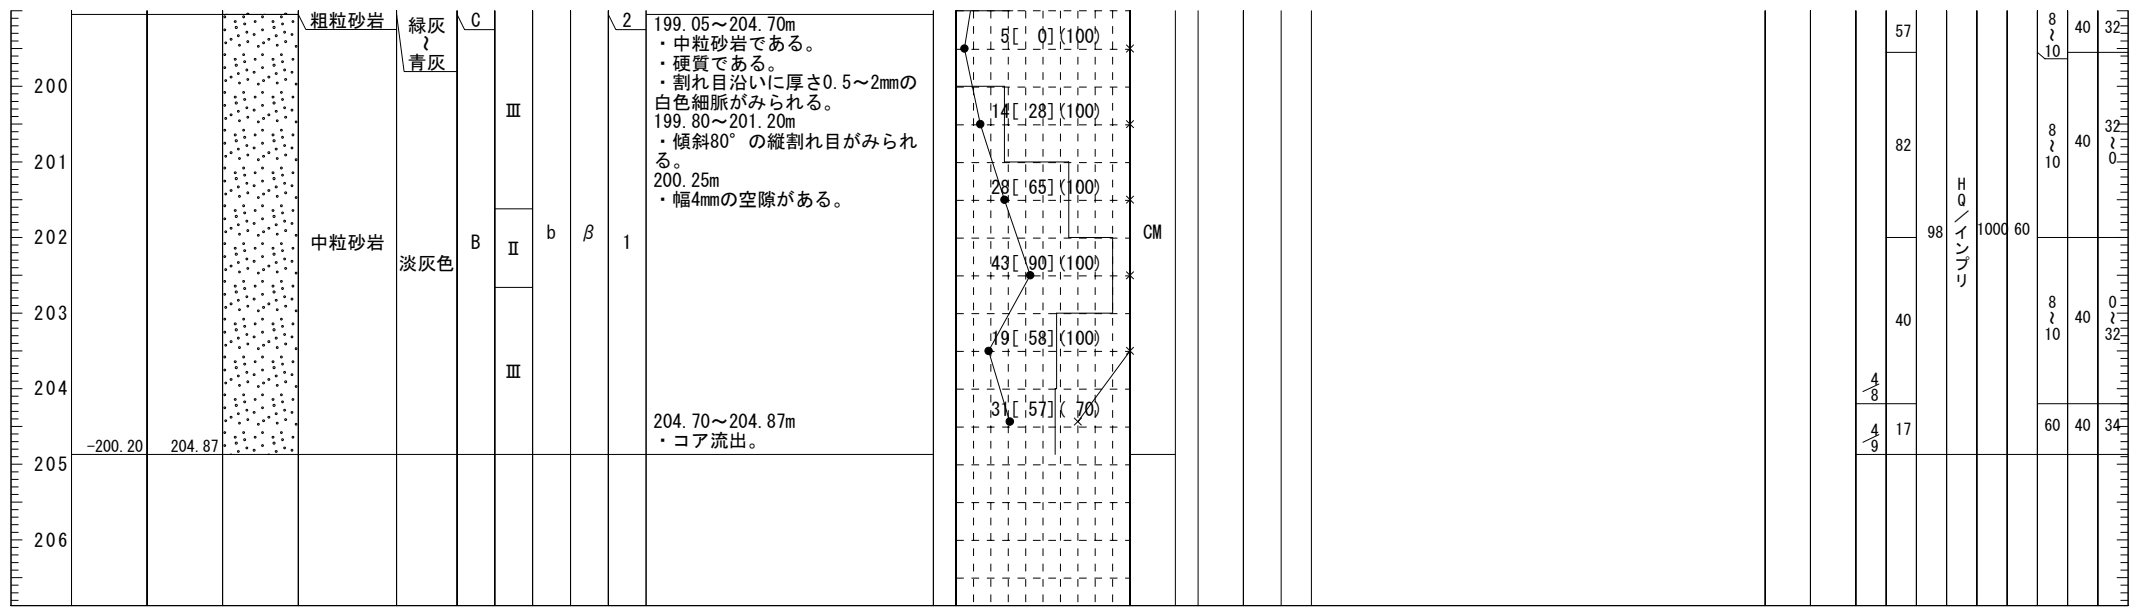 粗粒砂岩
緑灰
～
青灰
C
2
199.05～204.70m
・中粒砂岩である。
・硬質である。
・割れ目沿いに厚さ0.5～2mmの
白色細脈がみられる。
199.80～201.20m
・傾斜80°の縦割れ目がみられ
る。
200.25m
・幅4mmの空隙がある。
204.70～204.87m
・コア流出。
200
201
202
203
204
205
206
-200.20
204.87
中粒砂岩
淡灰色
B
Ⅲ
Ⅱ
Ⅲ
b
β
1
5[ 0](100)
14[ 28](100)
28[ 65](100)
43[ 90](100)
19[ 58](100)
31[ 57]( 70)
CM
4/8
4/9
57
82
40
17
98
HQ／インプリ
1000
60
8～10
8～10
8～10
60
40
40
40
40
32
32～0
0～32
34